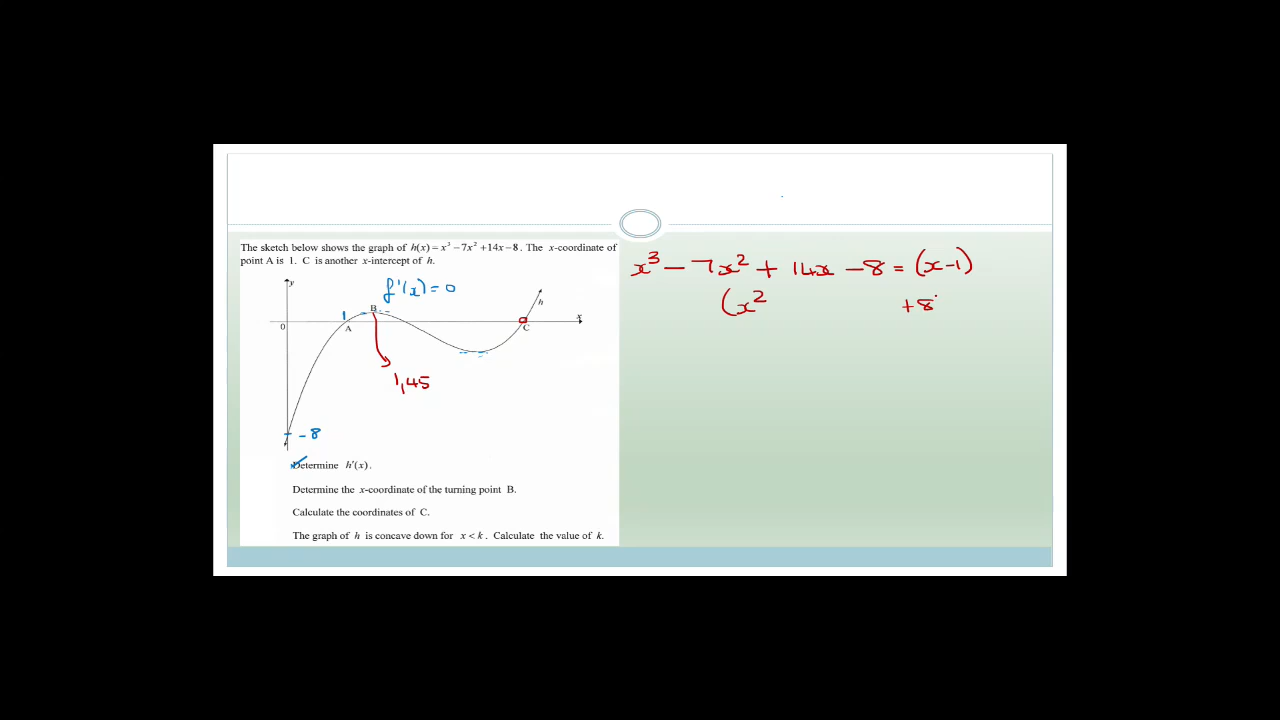 The sketch below shows the graph of h(x) = x³ − 7x² + 14x − 8. The x-coordinate of
point A is 1. C is another x-intercept of h.
y
f'(x) = 0
h
1
B
x
0
A
C
1,45
-8
Determine h'(x).
Determine the x-coordinate of the turning point B.
Calculate the coordinates of C.
The graph of h is concave down for x < k. Calculate the value of k.
x³ − 7x² + 14x − 8 = (x−1)
(x² +8